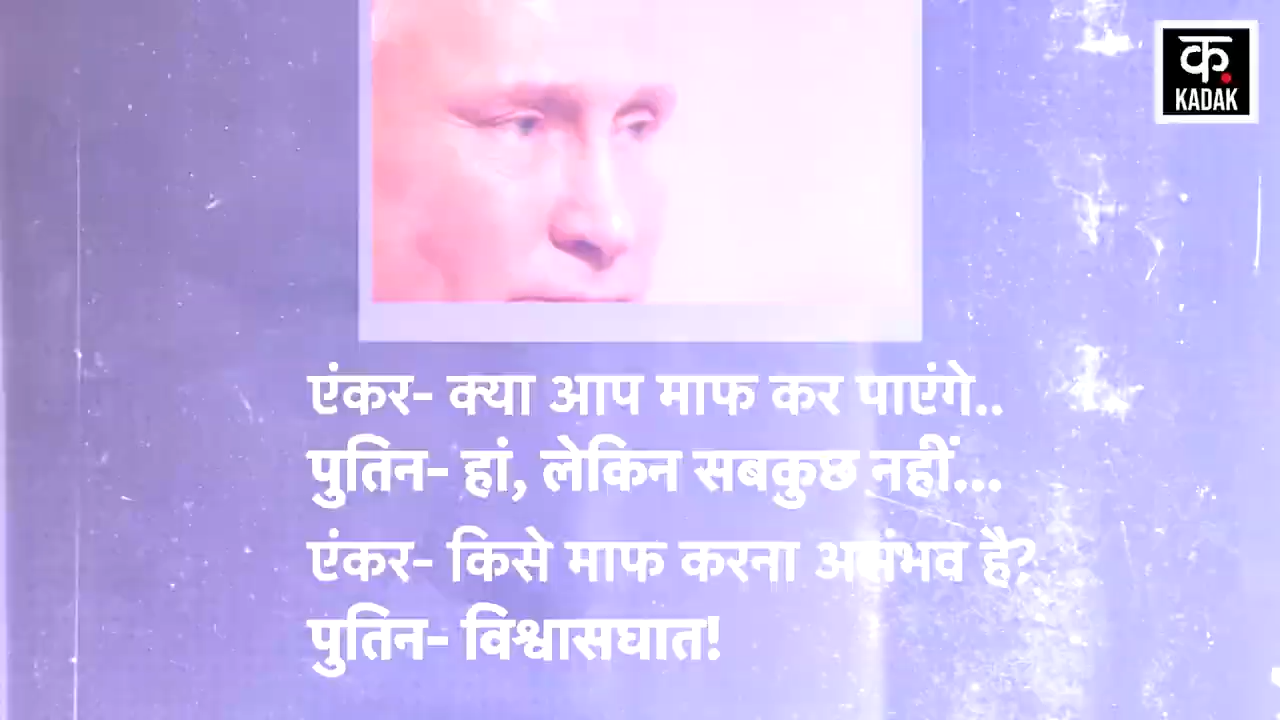 क.
KADAK
एंकर- क्या आप माफ कर पाएंगे..
पुतिन- हां, लेकिन सबकुछ नहीं...
एंकर- किसे माफ करना असंभव है?
पुतिन- विश्वासघात!